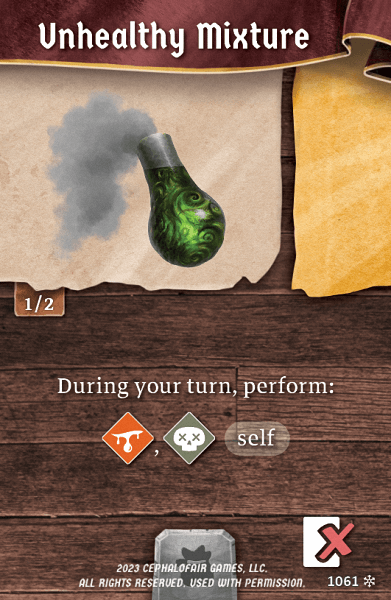 Unhealthy Mixture
1/2
During your turn, perform:
, self
2023 CEPHALOFAIR GAMES, LLC.
ALL RIGHTS RESERVED. USED WITH PERMISSION.
1061